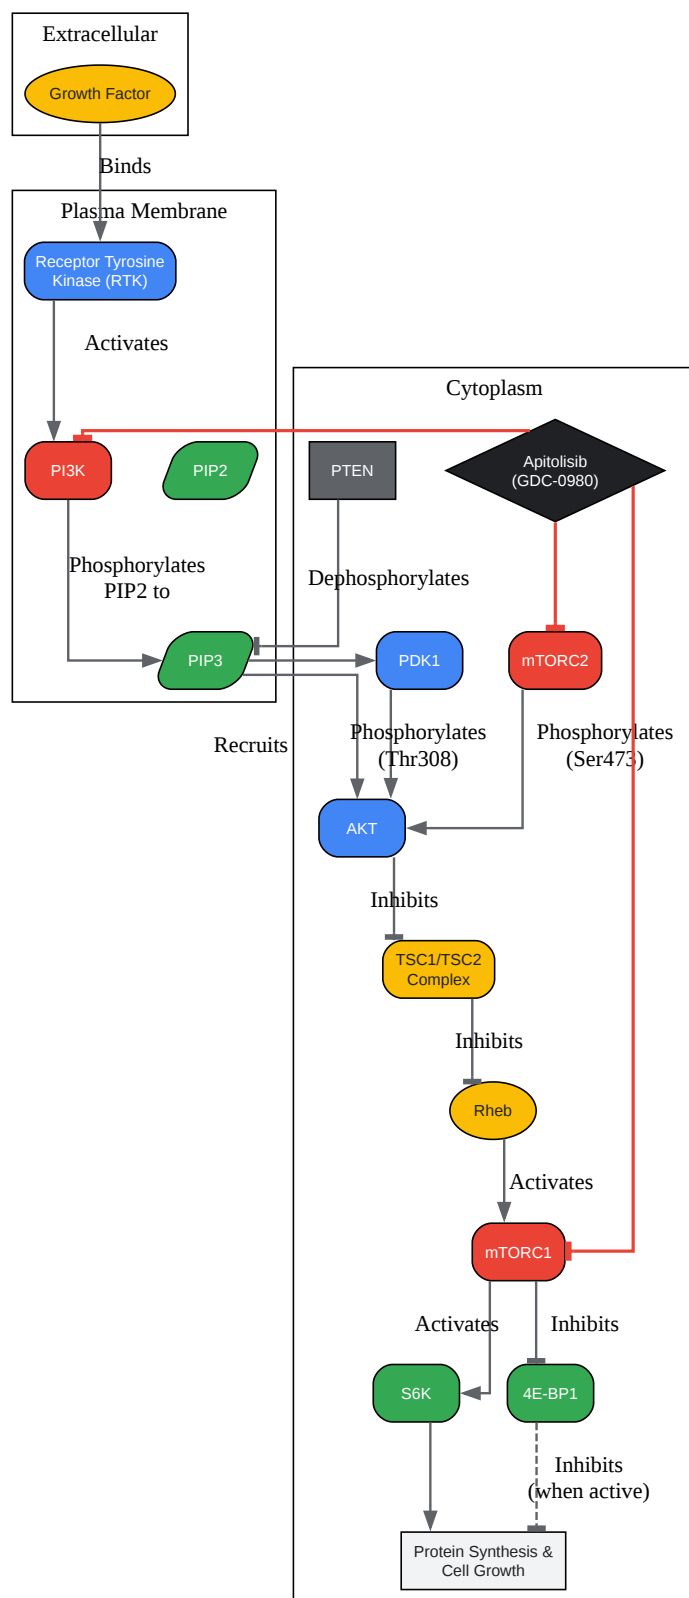 Extracellular
Growth Factor
Binds
Plasma Membrane
Receptor Tyrosine
Kinase (RTK)
Activates
Cytoplasm
PI3K
PIP2
PTEN
Apitolisib
(GDC-0980)
Phosphorylates
PIP2 to
Dephosphorylates
PIP3
PDK1
mTORC2
Recruits
Phosphorylates
(Thr308)
Phosphorylates
(Ser473)
AKT
Inhibits
TSC1/TSC2
Complex
Inhibits
Rheb
Activates
mTORC1
Activates
Inhibits
S6K
4E-BP1
Inhibits
(when active)
Protein Synthesis &
Cell Growth